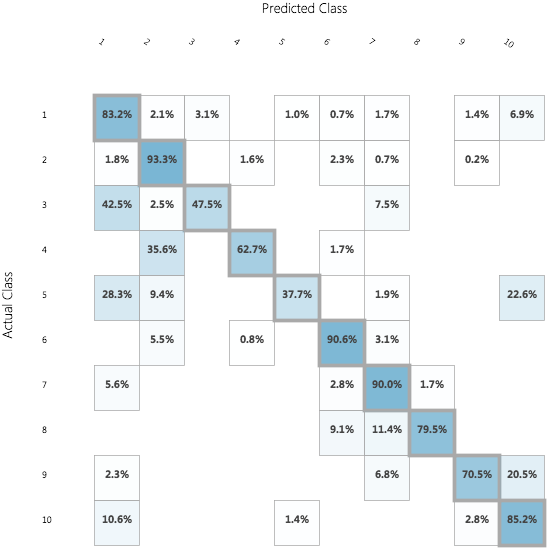 Predicted Class
1 2 3 4 5 6 7 8 9 10
1 83.2% 2.1% 3.1% 1.0% 0.7% 1.7% 1.4% 6.9%
2 1.8% 93.3% 1.6% 2.3% 0.7% 0.2%
3 42.5% 2.5% 47.5% 7.5%
4 35.6% 62.7% 1.7%
Actual Class
5 28.3% 9.4% 37.7% 1.9% 22.6%
6 5.5% 0.8% 90.6% 3.1%
7 5.6% 2.8% 90.0% 1.7%
8 9.1% 11.4% 79.5%
9 2.3% 6.8% 70.5% 20.5%
10 10.6% 1.4% 2.8% 85.2%